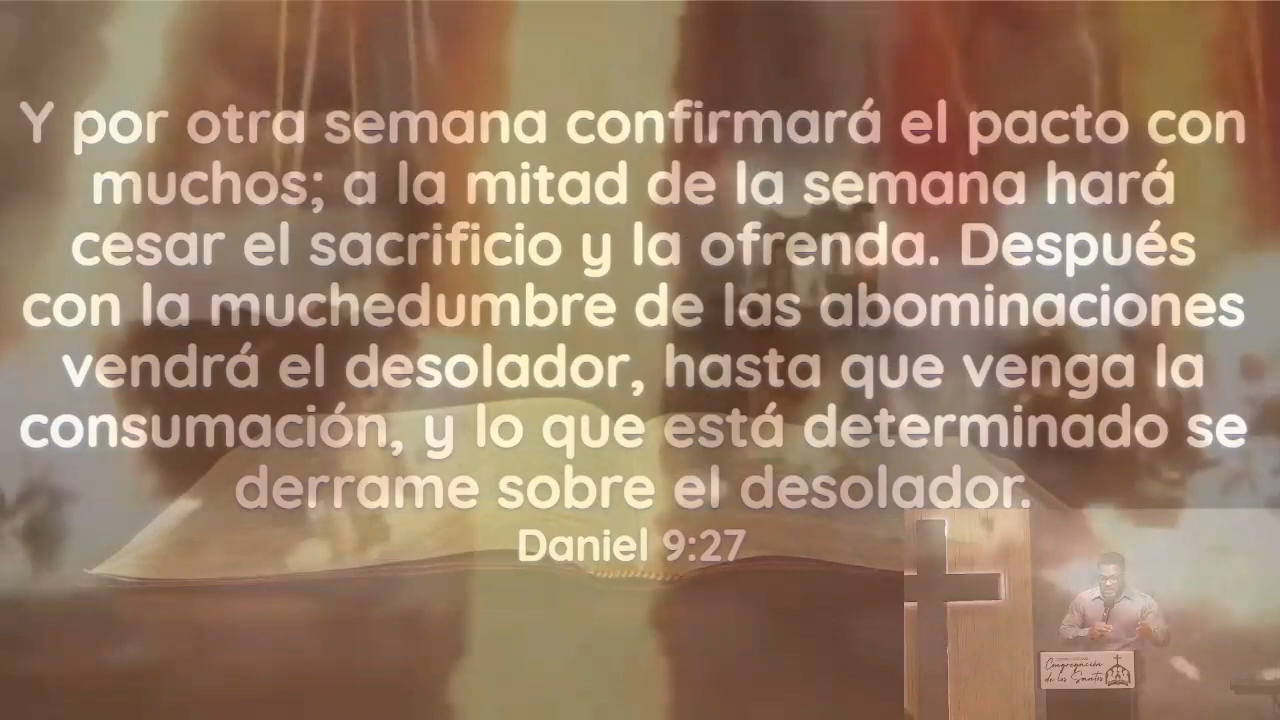 Y por otra semana confirmará el pacto con
muchos; a la mitad de la semana hará
cesar el sacrificio y la ofrenda. Después
con la muchedumbre de las abominaciones
vendrá el desolador, hasta que venga la
consumación, y lo que está determinado se
derrame sobre el desolador.
Daniel 9:27
Congregación
de los Santos